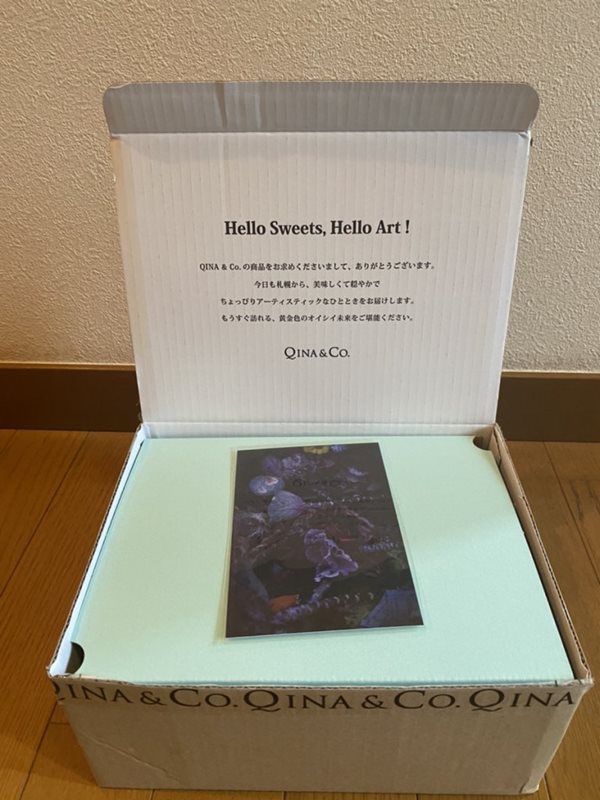 Hello Sweets, Hello Art !
QINA & Co. の商品をお求めくださいまして、ありがとうございます。
今日も札幌から、美味しくて穏やかで
ちょっぴりアーティスティックなひとときをお届けします。
もうすぐ訪れる、黄金色のオイシイ未来をご堪能ください。
QINA & CO.
QINA & CO. QINA & CO. QINA